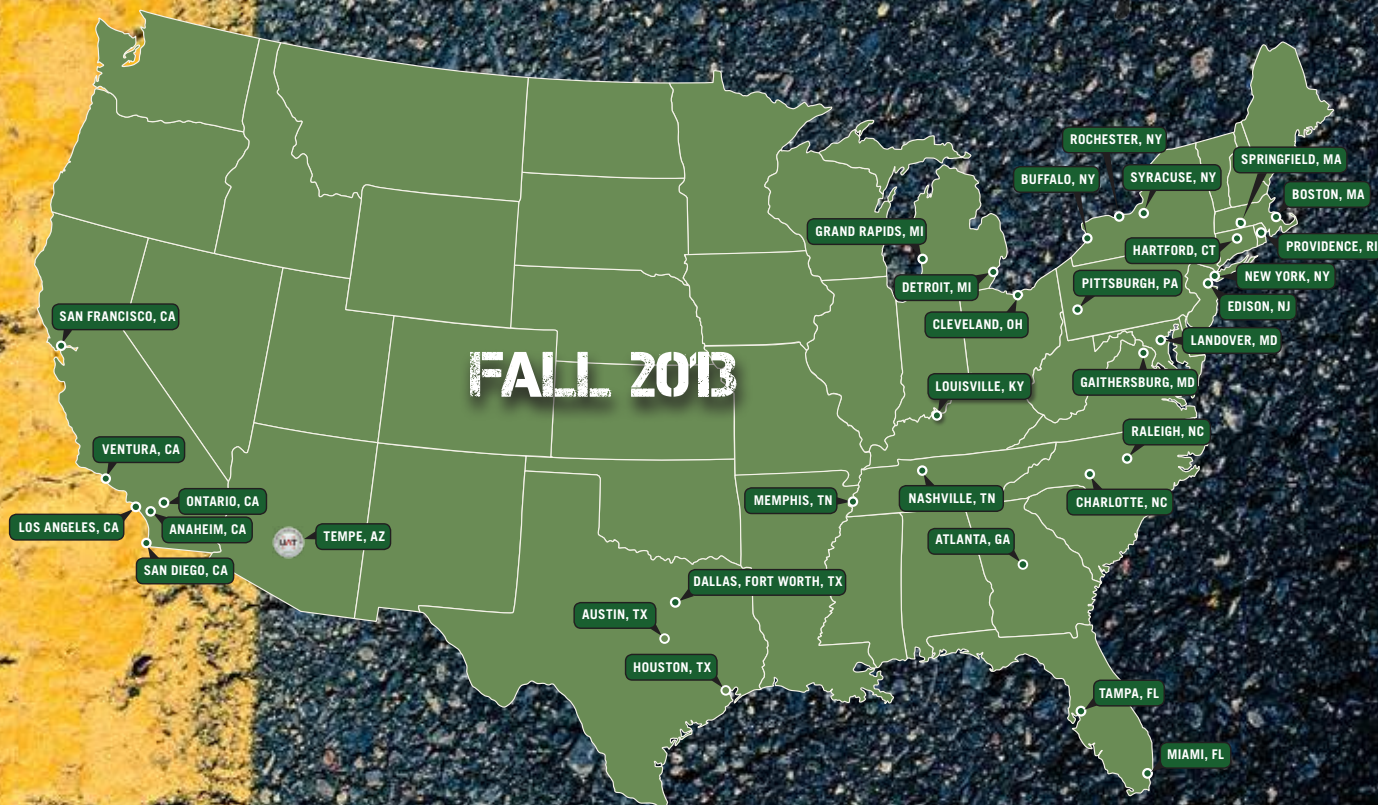 ROCHESTER, NY
SPRINGFIELD, MA
BUFFALO, NY
SYRACUSE, NY
BOSTON, MA
GRAND RAPIDS, MI
HARTFORD, CT
PROVIDENCE, RI
DETROIT, MI
PITTSBURGH, PA
NEW YORK, NY
EDISON, NJ
SAN FRANCISCO, CA
CLEVELAND, OH
LANDOVER, MD
FALL 2013
LOUISVILLE, KY
GAITHERSBURG, MD
RALEIGH, NC
VENTURA, CA
ONTARIO, CA
MEMPHIS, TN
NASHVILLE, TN
CHARLOTTE, NC
LOS ANGELES, CA
ANAHEIM, CA
UAT
TEMPE, AZ
ATLANTA, GA
SAN DIEGO, CA
DALLAS, FORT WORTH, TX
AUSTIN, TX
HOUSTON, TX
TAMPA, FL
MIAMI, FL